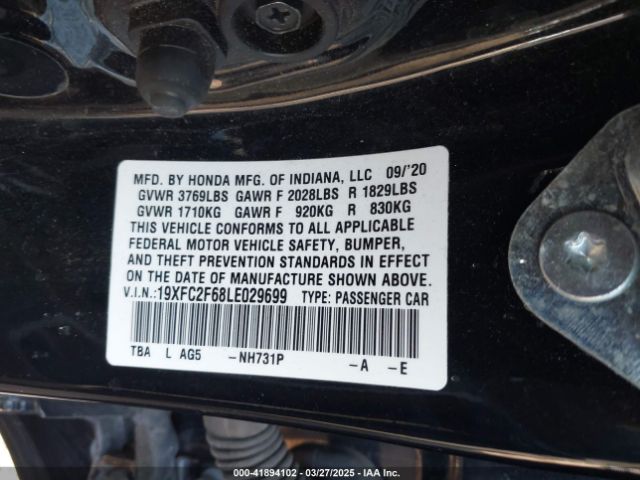 MFD. BY HONDA MFG. OF INDIANA, LLC 09/'20
GVWR 3769LBS GAWR F 2028LBS R 1829LBS
GVWR 1710KG GAWR F 920KG R 830KG
THIS VEHICLE CONFORMS TO ALL APPLICABLE
FEDERAL MOTOR VEHICLE SAFETY, BUMPER,
AND THEFT PREVENTION STANDARDS IN EFFECT
ON THE DATE OF MANUFACTURE SHOWN ABOVE.
V.I.N.:19XFC2F68LE029699 TYPE: PASSENGER CAR
TBA L AG5 -NH731P -A -E
000-41894102 — 03/27/2025 — IAA Inc.